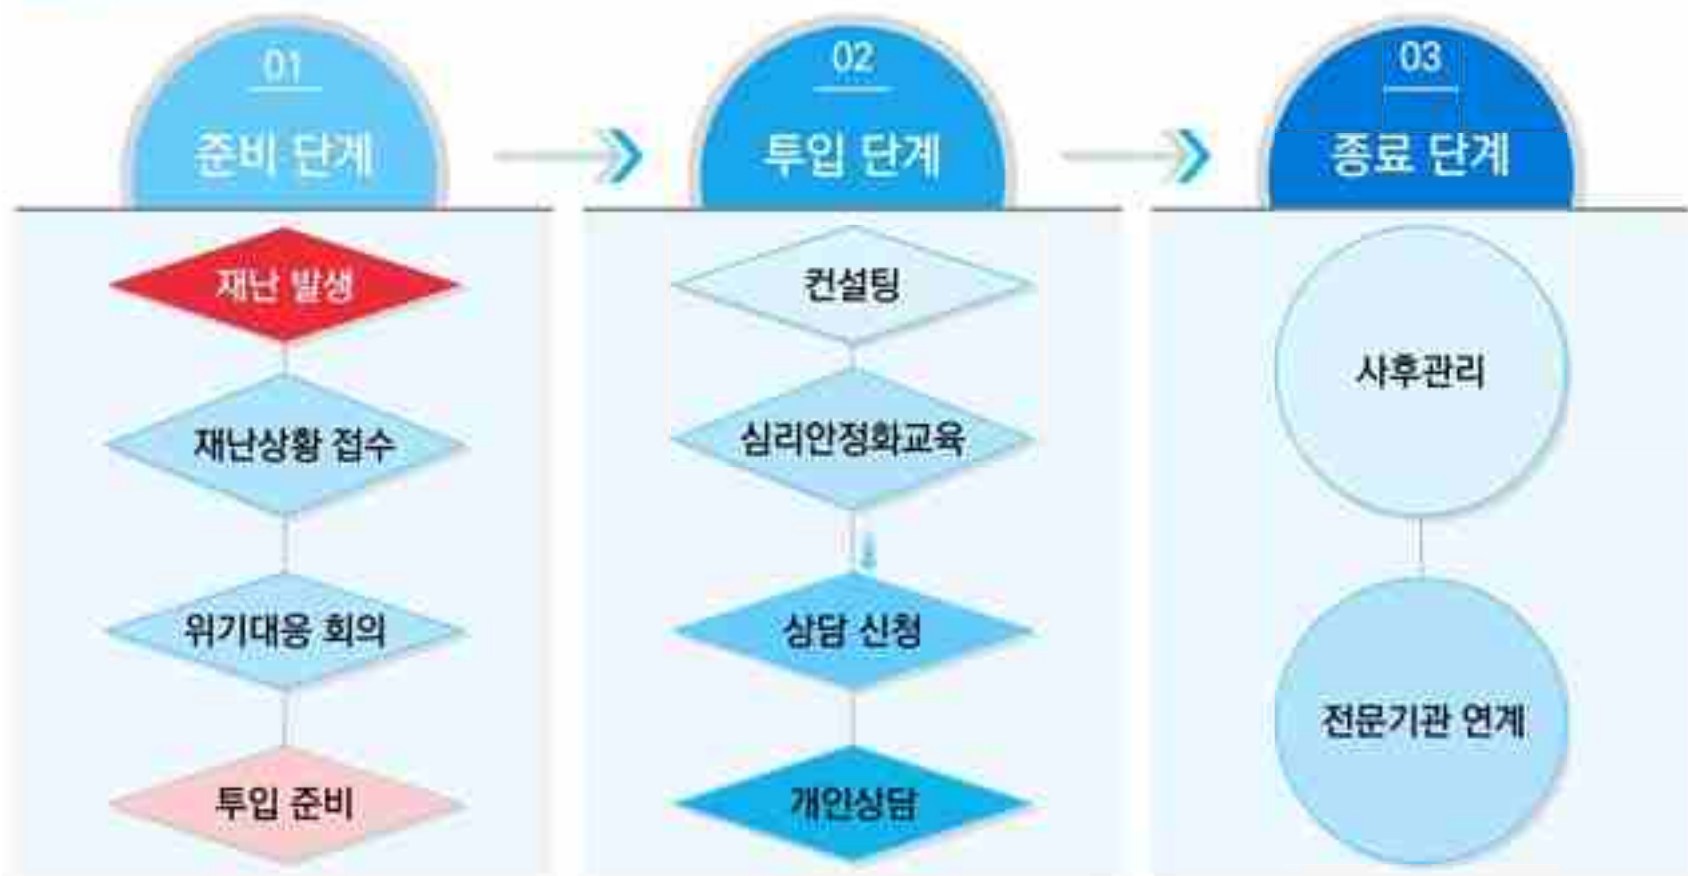 01
준비 단계
재난 발생
재난상황 접수
위기대응 회의
투입 준비
02
투입 단계
컨설팅
심리안정화교육
상담 신청
개인상담
03
종료 단계
사후관리
전문기관 연계